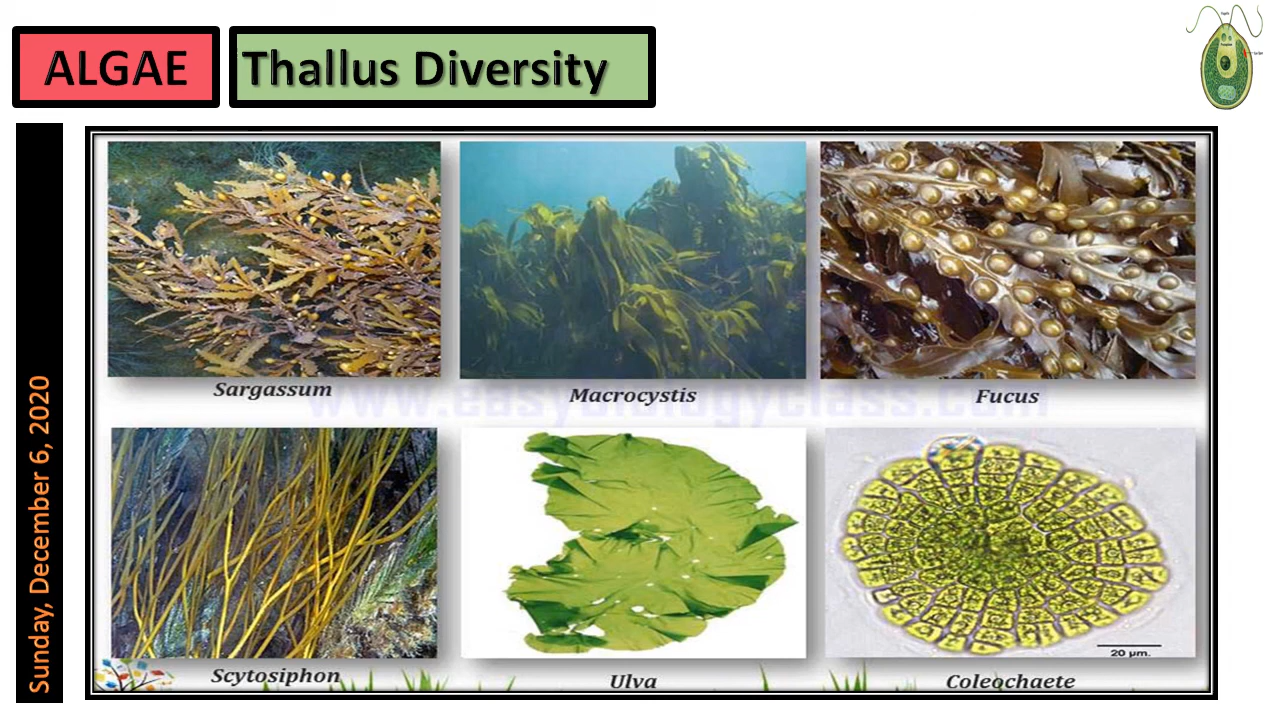 ALGAE
Thallus Diversity
Sunday, December 6, 2020
Sargassum
Macrocystis
Fucus
Scytosiphon
Ulva
20 µm.
Coleochaete